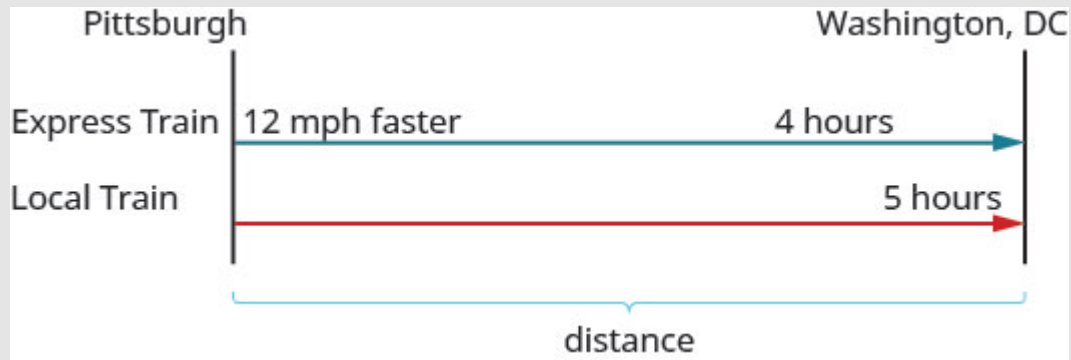 Pittsburgh Washington, DC
Express Train 12 mph faster 4 hours
Local Train 5 hours
distance